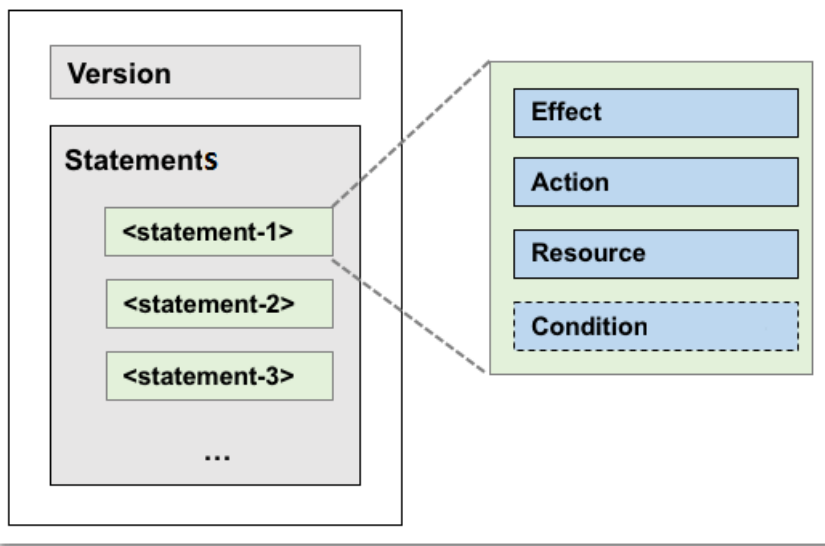 Version
Statements
<statement-1>
<statement-2>
<statement-3>
...
Effect
Action
Resource
Condition